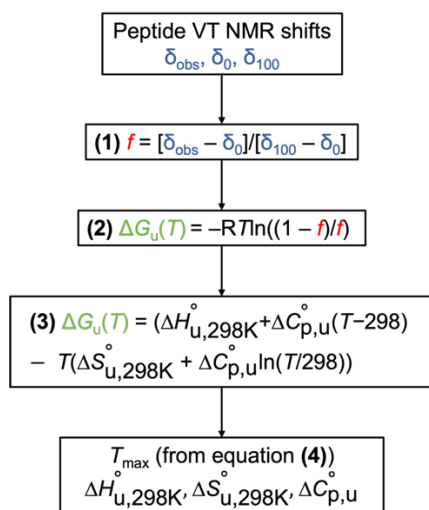 Peptide VT NMR shifts
δobs, δ0, δ100
(1) f = [δobs – δ0]/[δ100 – δ0]
(2) ΔGu(T) = –RTln((1 – f)/f)
(3) ΔGu(T) = (ΔH°u,298K+ΔC°p,u(T–298)
– T(ΔS°u,298K + ΔC°p,uln(T/298))
Tmax (from equation (4))
ΔH°u,298K, ΔS°u,298K, ΔC°p,u